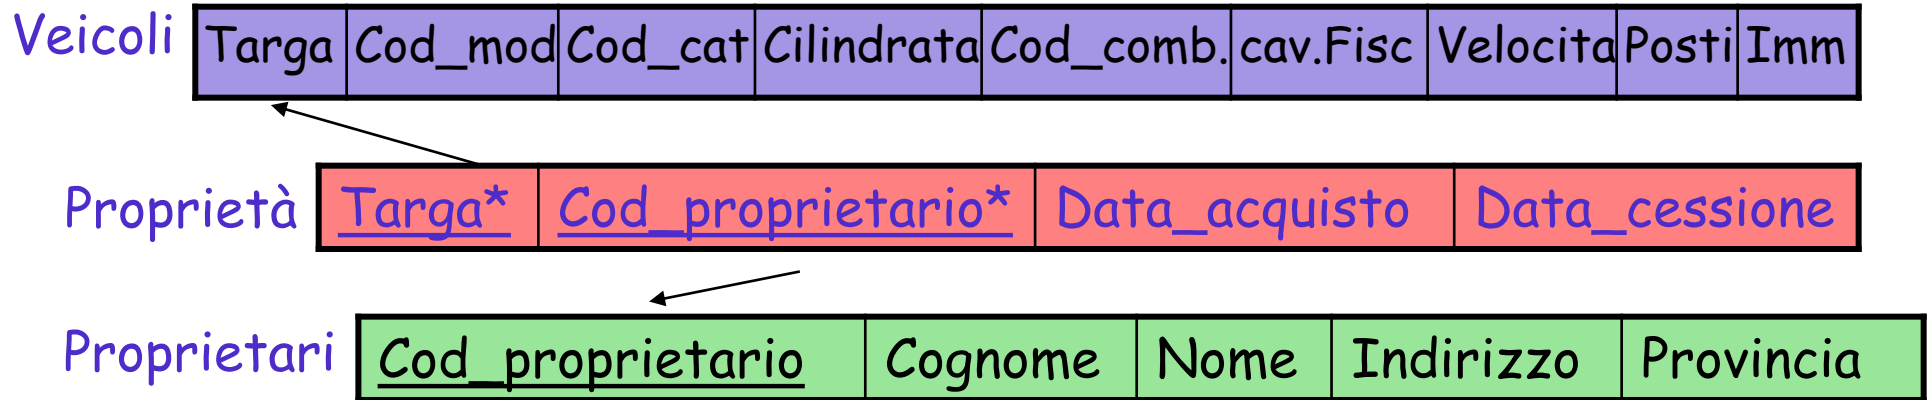 Veicoli Targa Cod_mod Cod_cat Cilindrata Cod_comb. cav.Fisc Velocita Posti Imm
Proprietà Targa* Cod_proprietario* Data_acquisto Data_cessione
Proprietari Cod_proprietario Cognome Nome Indirizzo Provincia